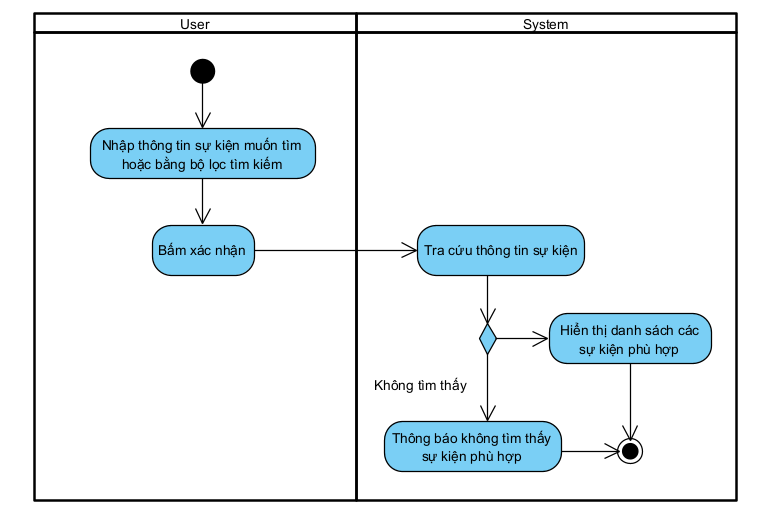 User
System
Nhập thông tin sự kiện muốn tìm
hoặc bằng bộ lọc tìm kiếm
Bấm xác nhận
Tra cứu thông tin sự kiện
Hiển thị danh sách các
sự kiện phù hợp
Không tìm thấy
Thông báo không tìm thấy
sự kiện phù hợp